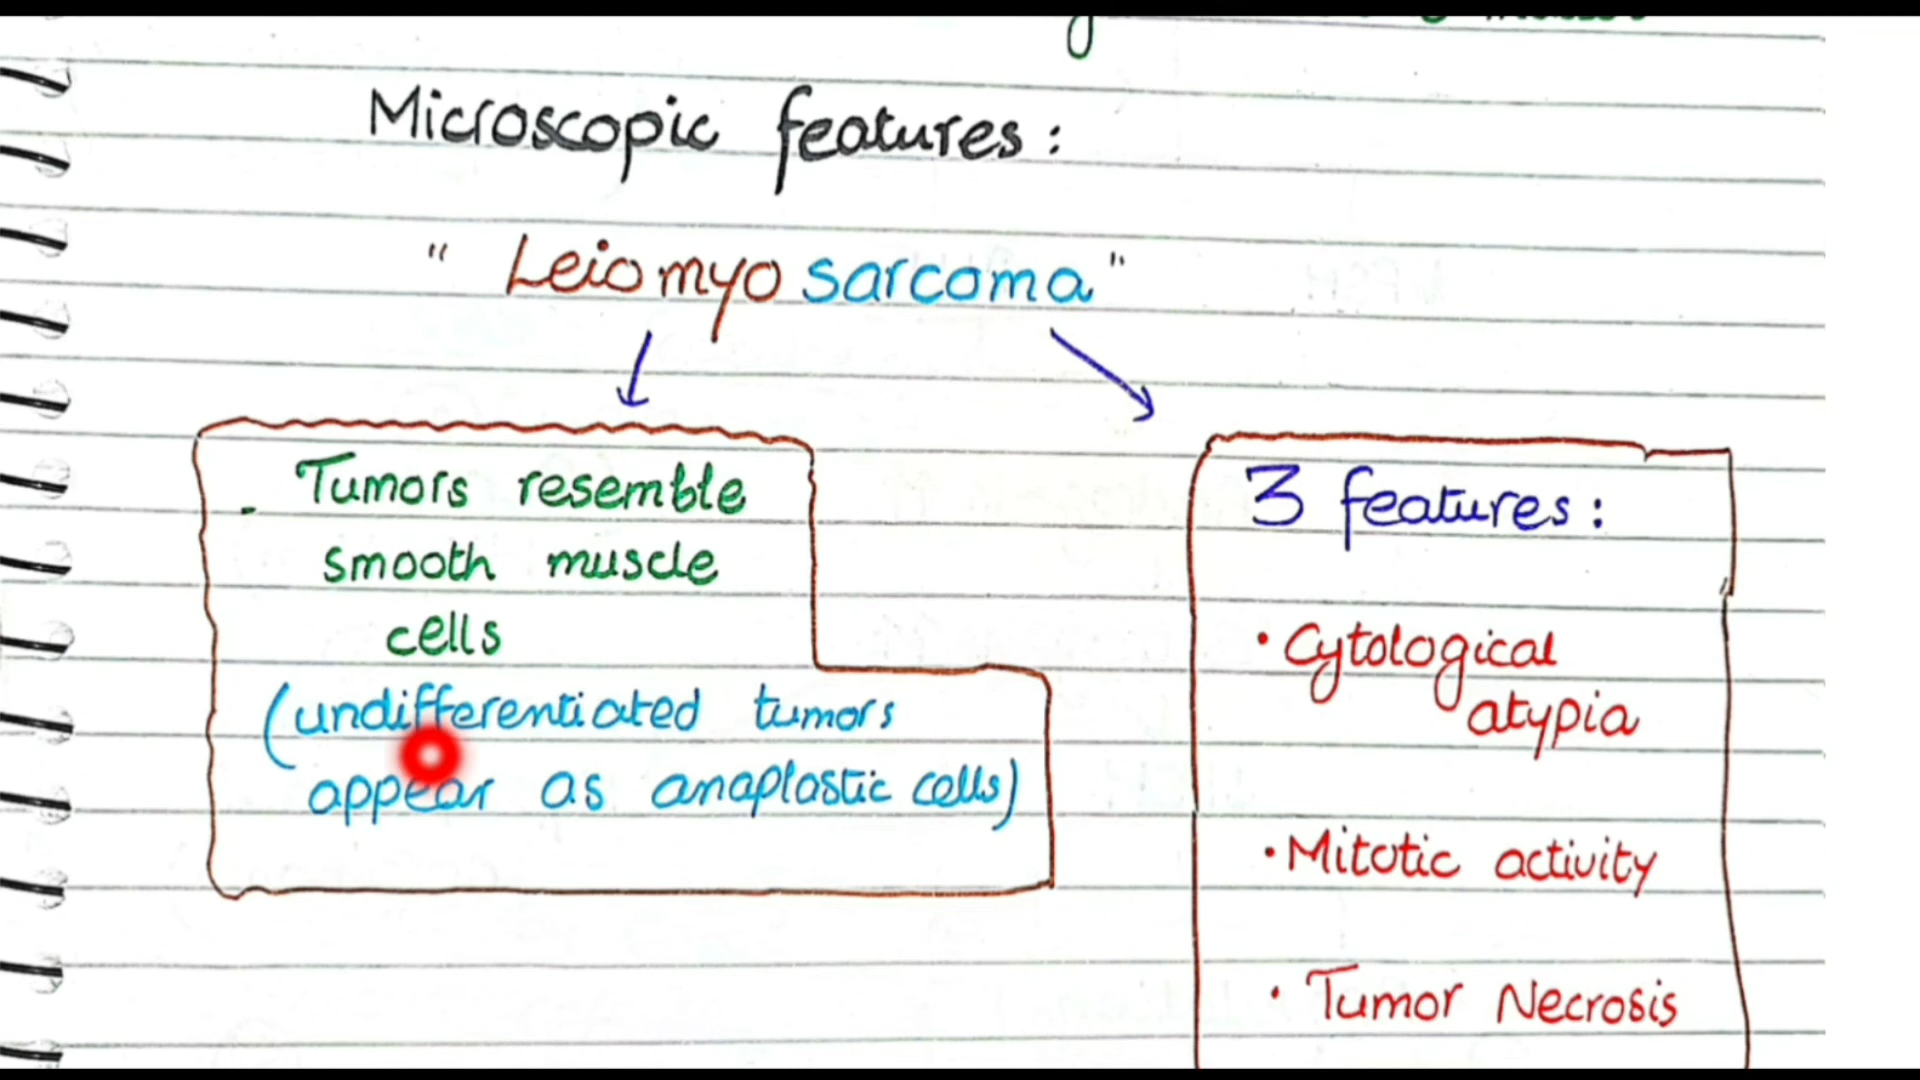 Microscopic features :
" Leiomyosarcoma "
- Tumors resemble
smooth muscle
cells
(undifferentiated tumors
appear as anaplastic cells)
3 features :
• Cytological
atypia
• Mitotic activity
• Tumor Necrosis